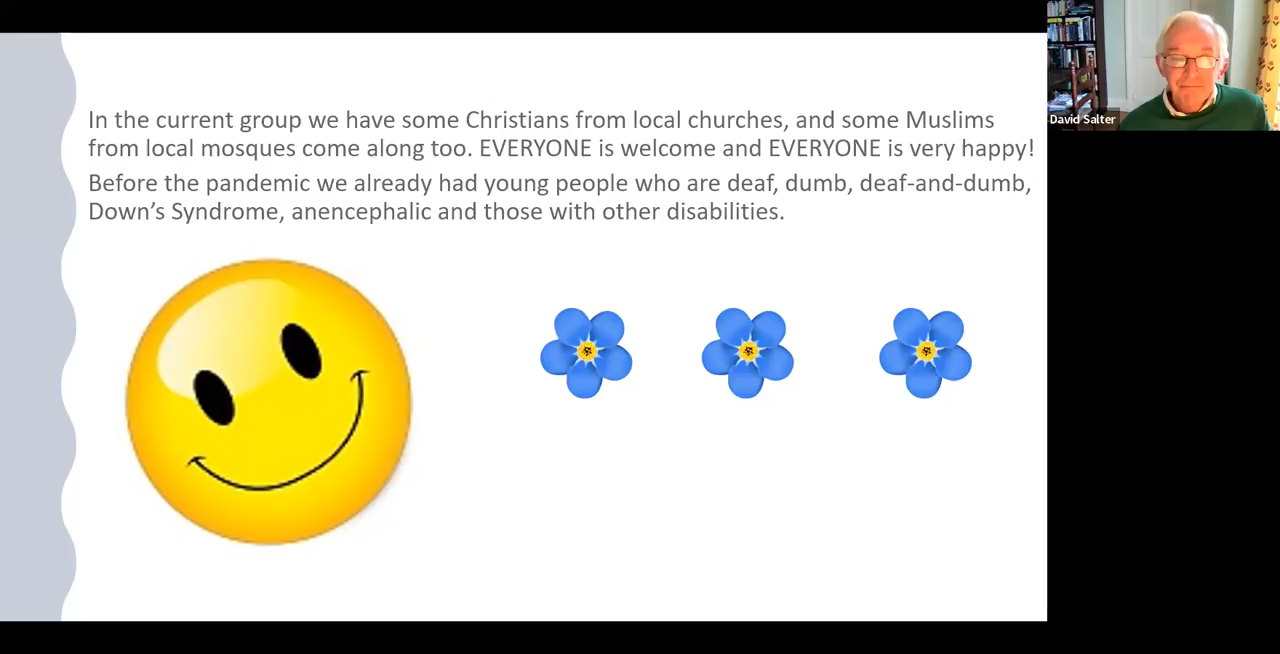 In the current group we have some Christians from local churches, and some Muslims
from local mosques come along too. EVERYONE is welcome and EVERYONE is very happy!
Before the pandemic we already had young people who are deaf, dumb, deaf-and-dumb,
Down’s Syndrome, anencephalic and those with other disabilities.
David Salter